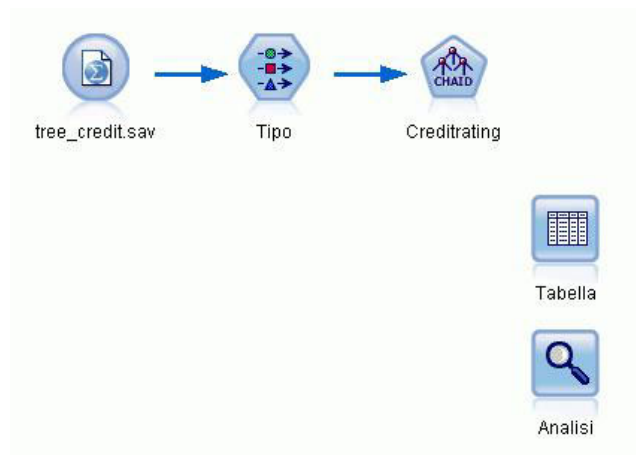 CHAID
tree_credit.sav
Tipo
Creditrating
Tabella
Analisi